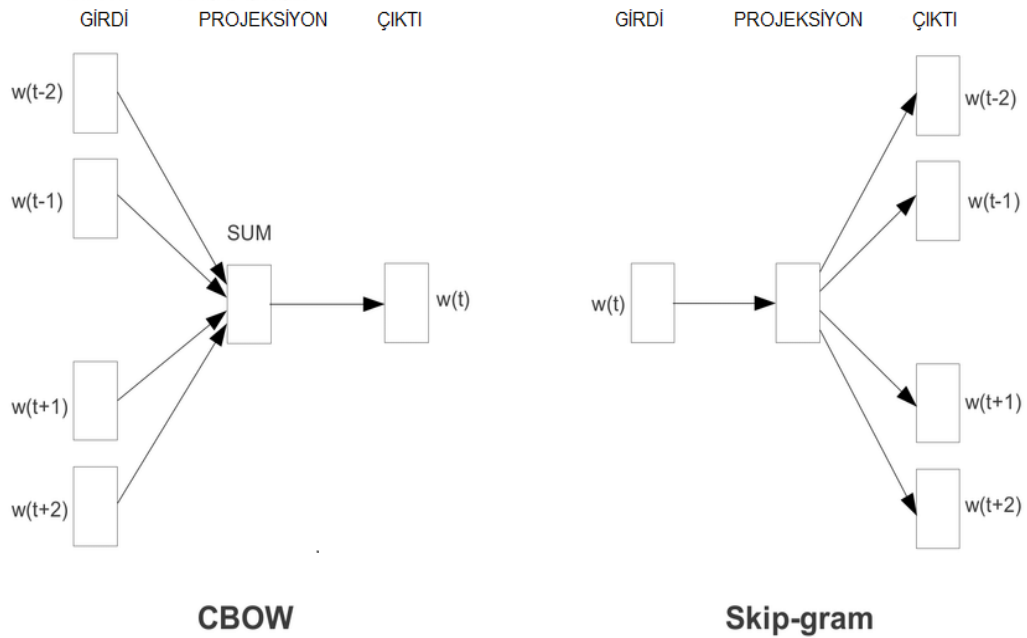 GİRDİ PROJEKSİYON ÇIKTI
w(t-2)
w(t-1)
SUM
w(t)
w(t+1)
w(t+2)
CBOW
GİRDİ PROJEKSİYON ÇIKTI
w(t-2)
w(t-1)
w(t)
w(t+1)
w(t+2)
Skip-gram